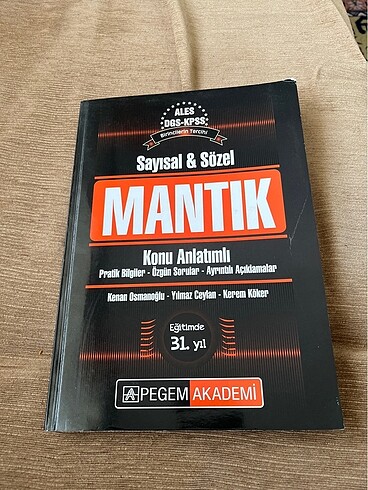 ALES
DGS-KPSS
Birincilerin Tercihi
Sayısal & Sözel
MANTIK
Konu Anlatımlı
Pratik Bilgiler - Özgün Sorular - Ayrıntılı Açıklamalar
Kenan Osmanoğlu - Yılmaz Ceylan - Kerem Köker
Eğitimde
31. yıl
PEGEM AKADEMİ